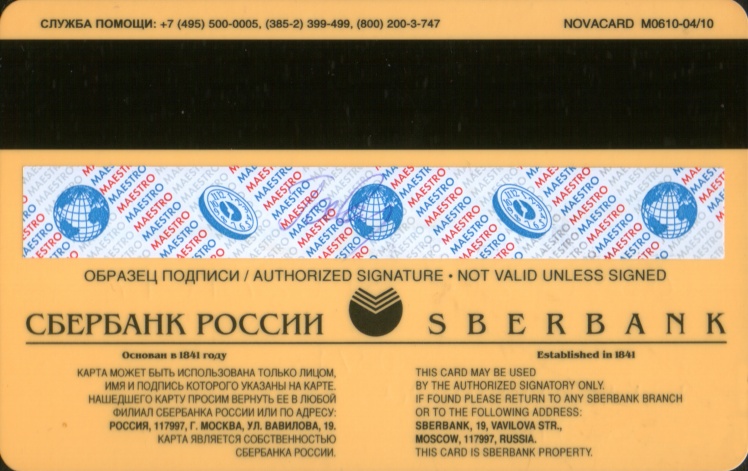 СЛУЖБА ПОМОЩИ: +7 (495) 500-0005, (385-2) 399-499, (800) 200-3-747
NOVACARD M0610-04/10
MAESTRO
ОБРАЗЕЦ ПОДПИСИ / AUTHORIZED SIGNATURE • NOT VALID UNLESS SIGNED
СБЕРБАНК РОССИИ
Основан в 1841 году
КАРТА МОЖЕТ БЫТЬ ИСПОЛЬЗОВАНА ТОЛЬКО ЛИЦОМ,
ИМЯ И ПОДПИСЬ КОТОРОГО УКАЗАНЫ НА КАРТЕ.
НАШЕДШЕГО КАРТУ ПРОСИМ ВЕРНУТЬ ЕЕ В ЛЮБОЙ
ФИЛИАЛ СБЕРБАНКА РОССИИ ИЛИ ПО АДРЕСУ:
РОССИЯ, 117997, Г. МОСКВА, УЛ. ВАВИЛОВА, 19.
КАРТА ЯВЛЯЕТСЯ СОБСТВЕННОСТЬЮ
СБЕРБАНКА РОССИИ.
SBERBANK
Established in 1841
THIS CARD MAY BE USED
BY THE AUTHORIZED SIGNATORY ONLY.
IF FOUND PLEASE RETURN TO ANY SBERBANK BRANCH
OR TO THE FOLLOWING ADDRESS:
SBERBANK, 19, VAVILOVA STR.,
MOSCOW, 117997, RUSSIA.
THIS CARD IS SBERBANK PROPERTY.